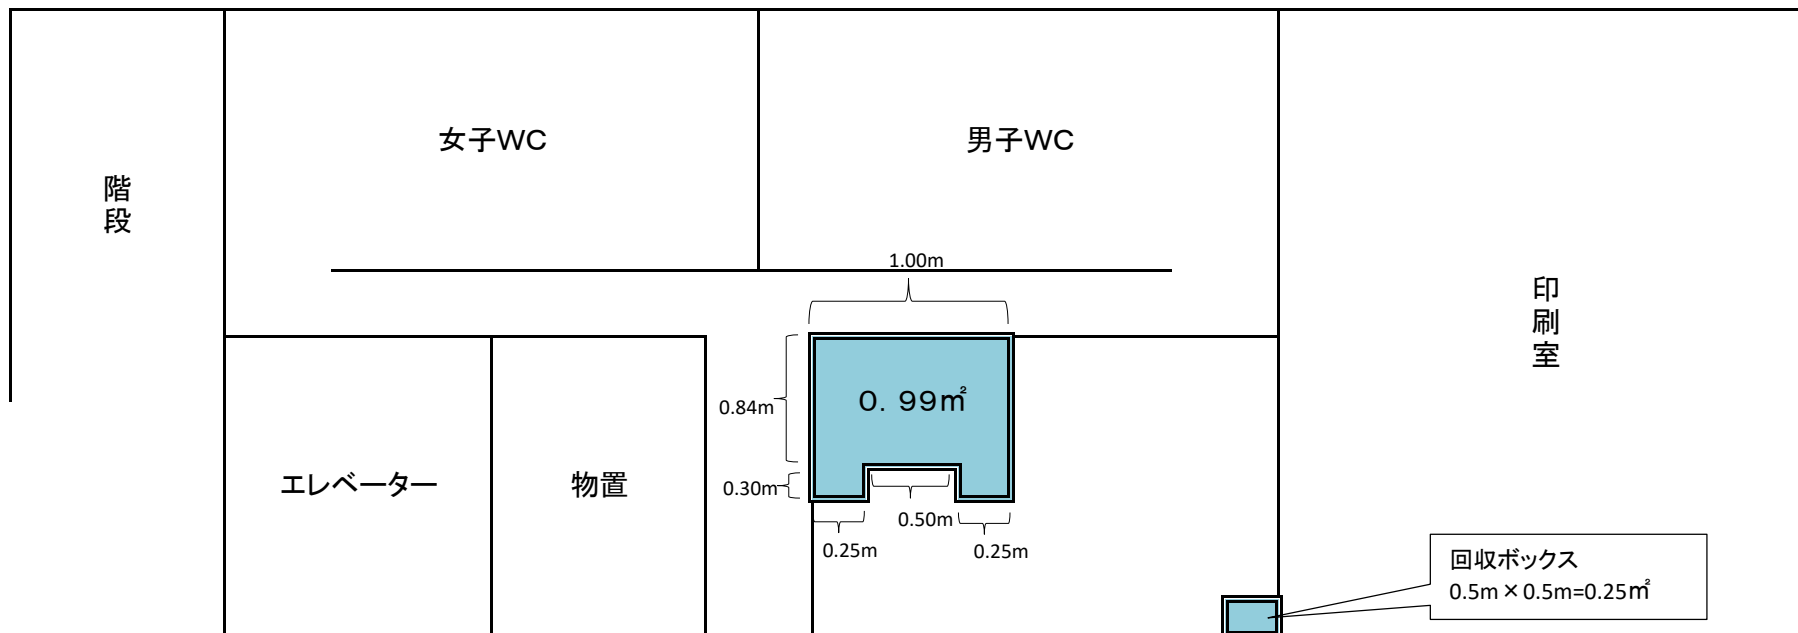 女子WC
男子WC
階段
1.00m
印刷室
0.84m
0．99㎡
エレベーター
物置
0.30m
0.50m
0.25m
0.25m
回収ボックス
0.5m×0.5m=0.25㎡